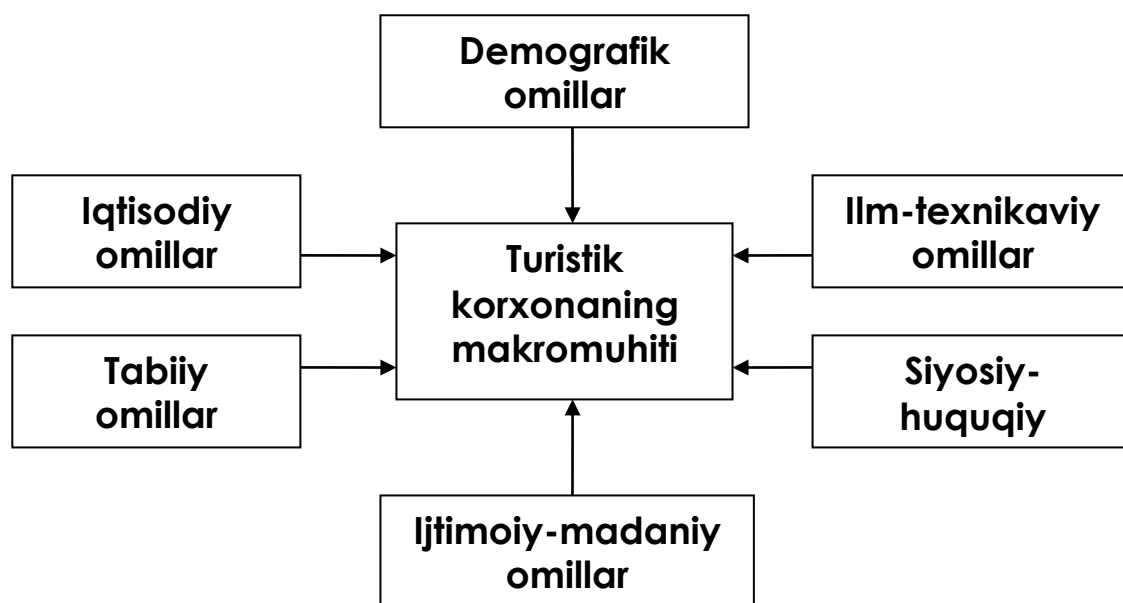 Demografik
omillar
Iqtisodiy
omillar
Ilm-texnikaviy
omillar
Turistik
korxonaning
makromuhiti
Tabiiy
omillar
Siyosiy-
huquqiy
Ijtimoiy-madaniy
omillar